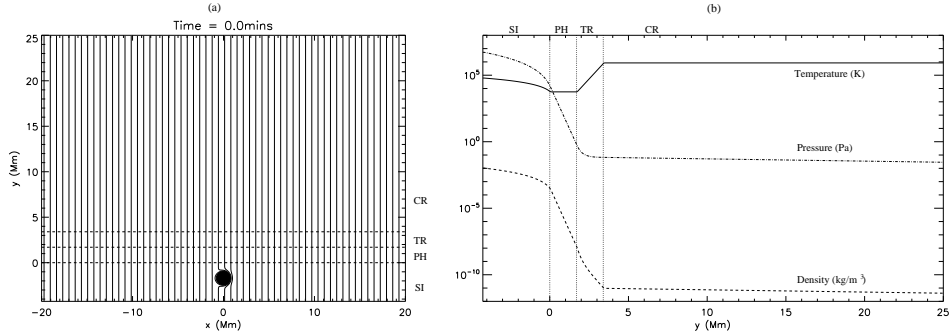 (a)
Time = 0.0mins
25
20
15
10
5
0
y (Mm)
CR
TR
PH
SI
−20
−10
0
10
20
x (Mm)
(b)
SI PH TR CR
10^5
10^0
10^−5
10^−10
Temperature (K)
Pressure (Pa)
Density (kg/m^3)
0
5
10
15
20
25
y (Mm)